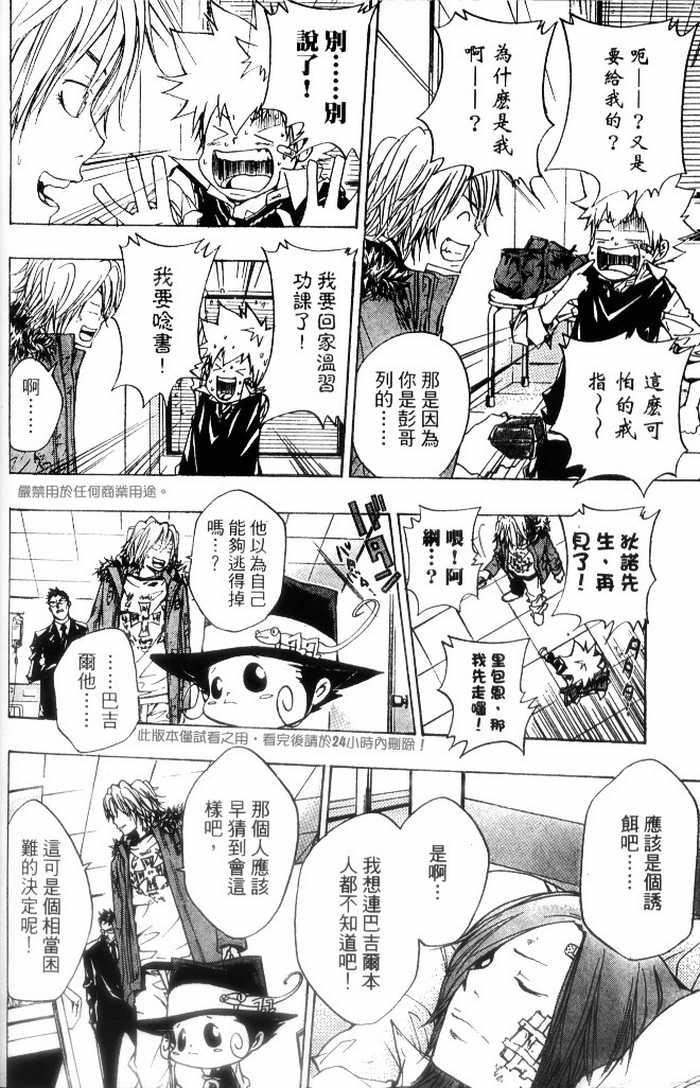 呃——？又是
要給我的？
為什麼是我
啊——？
這麼可
怕的戒
指～～
那是因為
你是彭哥
列的……
別……別
說了！
我要回家溫習
功課了！
我要唸書！
啊……
嚴禁用於任何商業用途。
狄諾先
生，再
見了！
喂！阿
綱…？
里包恩，那
我先走囉！
バタン
他以為自己
能夠逃得掉
嗎…？
……巴吉
爾他……
此版本僅試看之用，看完後請於24小時內刪除！
應該是個誘
餌吧……
是啊…
我想連巴吉爾本
人都不知道吧！
那個人應該
早猜到會這
樣吧，
這可是個相當困
難的決定呢！